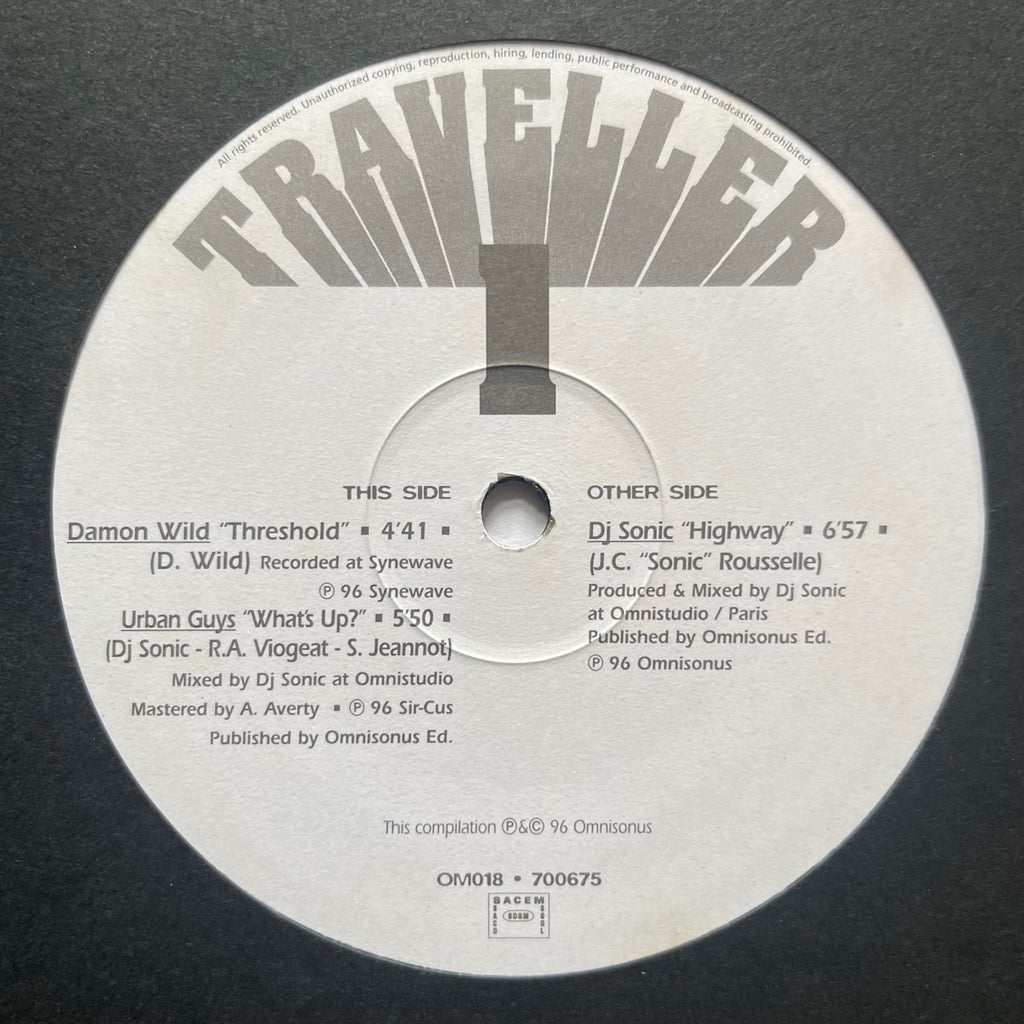 All rights reserved. Unauthorized copying, reproduction, hiring, lending, public performance and broadcasting prohibited.
TRAVELLER
I
THIS SIDE
Damon Wild “Threshold” ▪ 4'41 ▪
(D. Wild) Recorded at Synewave
℗ 96 Synewave
Urban Guys “What's Up?” ▪ 5'50 ▪
(Dj Sonic - R.A. Viogeat - S. Jeannot)
Mixed by Dj Sonic at Omnistudio
Mastered by A. Averty ▪ ℗ 96 Sir-Cus
Published by Omnisonus Ed.
OTHER SIDE
Dj Sonic “Highway” ▪ 6'57 ▪
(J.C. “Sonic” Rousselle)
Produced & Mixed by Dj Sonic
at Omnistudio / Paris
Published by Omnisonus Ed.
℗ 96 Omnisonus
This compilation ℗&© 96 Omnisonus
OM018 • 700675
SACEM
SACD
SDRM
SGDL